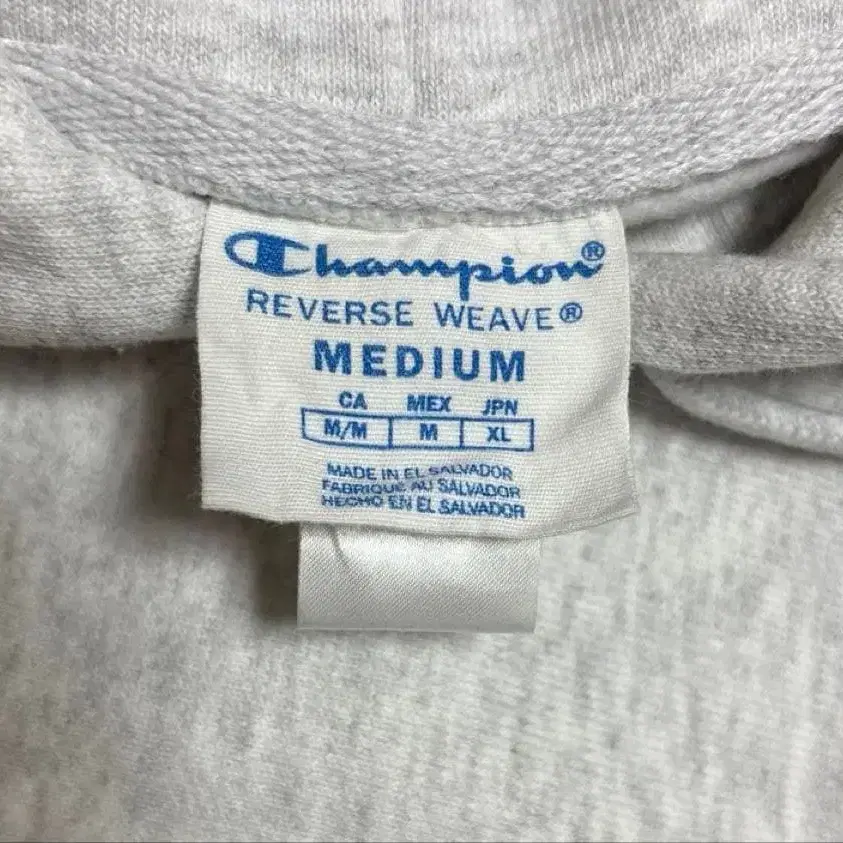 Champion®
REVERSE WEAVE®
MEDIUM
CA MEX JPN
M/M M XL
MADE IN EL SALVADOR
FABRIQUE AU SALVADOR
HECHO EN EL SALVADOR